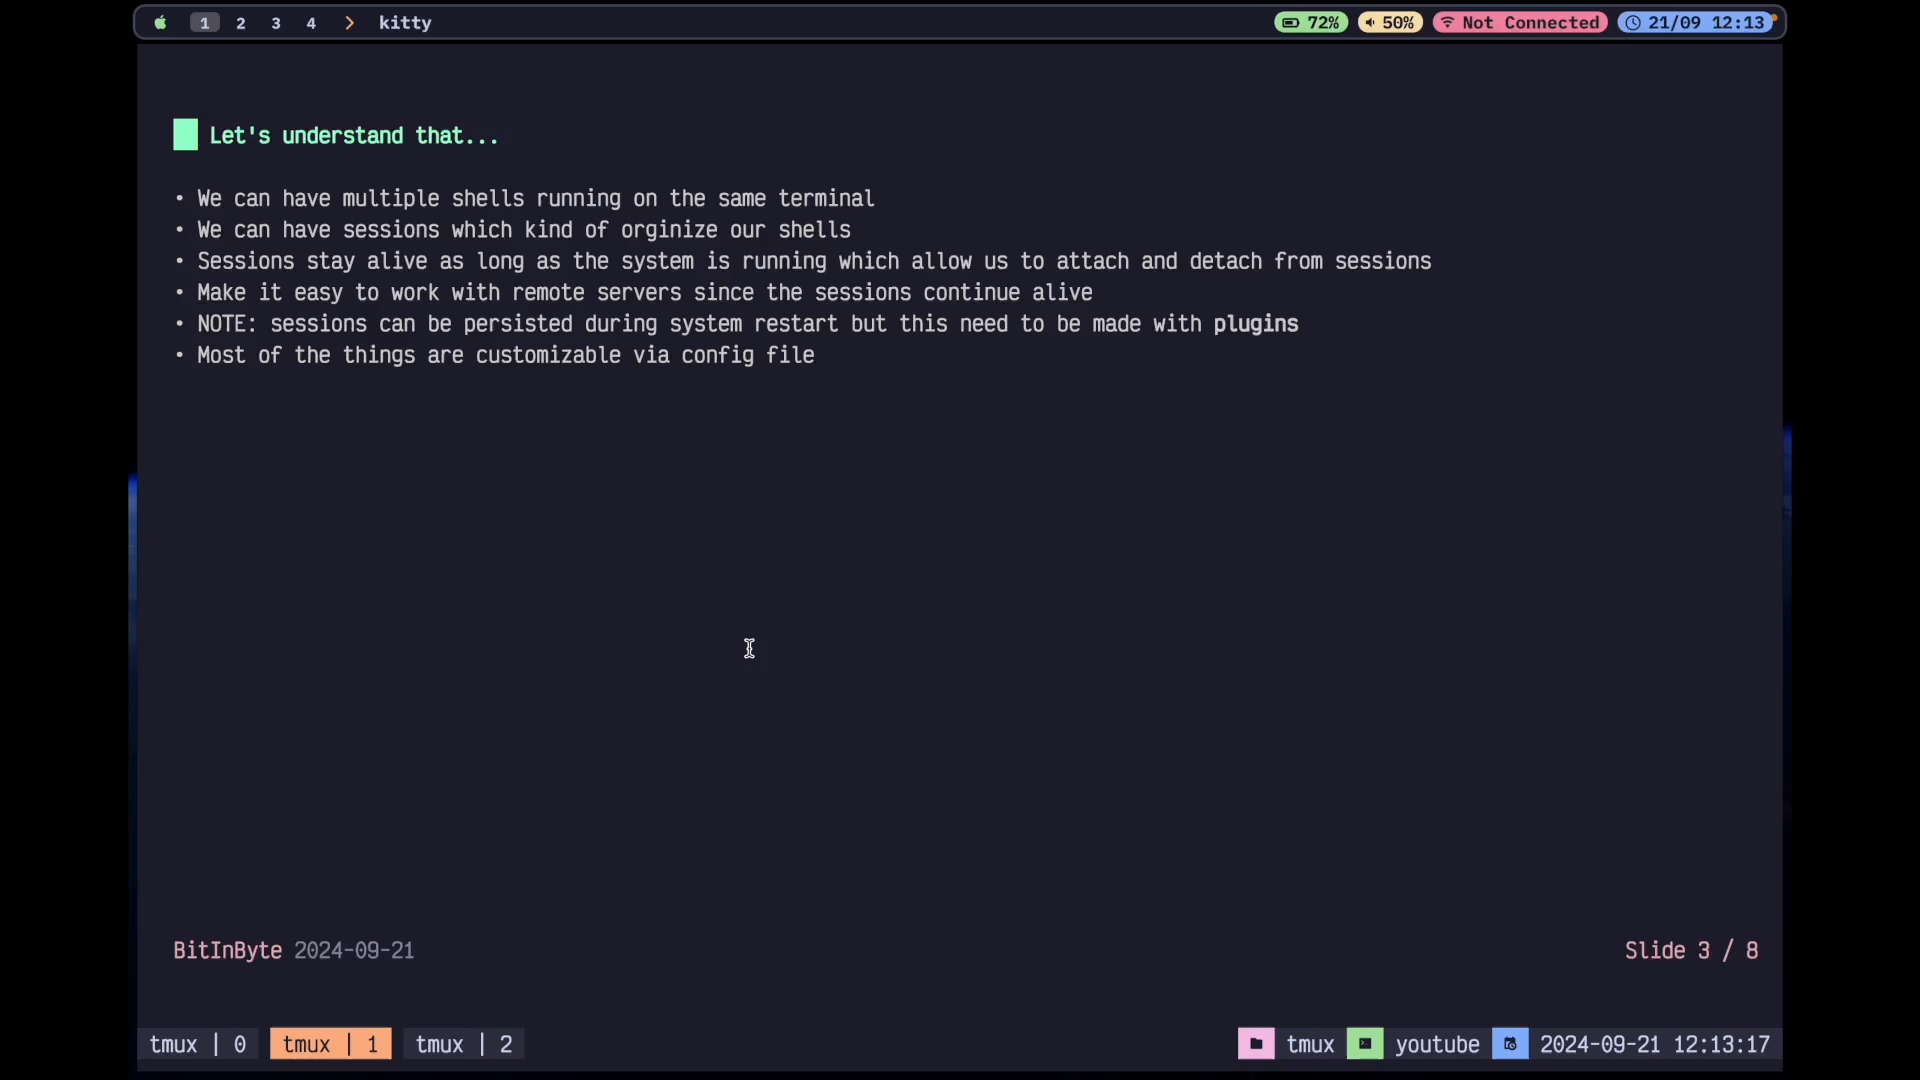 1 2 3 4 > kitty 72% 50% Not Connected 21/09 12:13
Let's understand that...
• We can have multiple shells running on the same terminal
• We can have sessions which kind of orginize our shells
• Sessions stay alive as long as the system is running which allow us to attach and detach from sessions
• Make it easy to work with remote servers since the sessions continue alive
• NOTE: sessions can be persisted during system restart but this need to be made with plugins
• Most of the things are customizable via config file
BitInByte 2024-09-21 Slide 3 / 8
tmux | 0 tmux | 1 tmux | 2 tmux youtube 2024-09-21 12:13:17